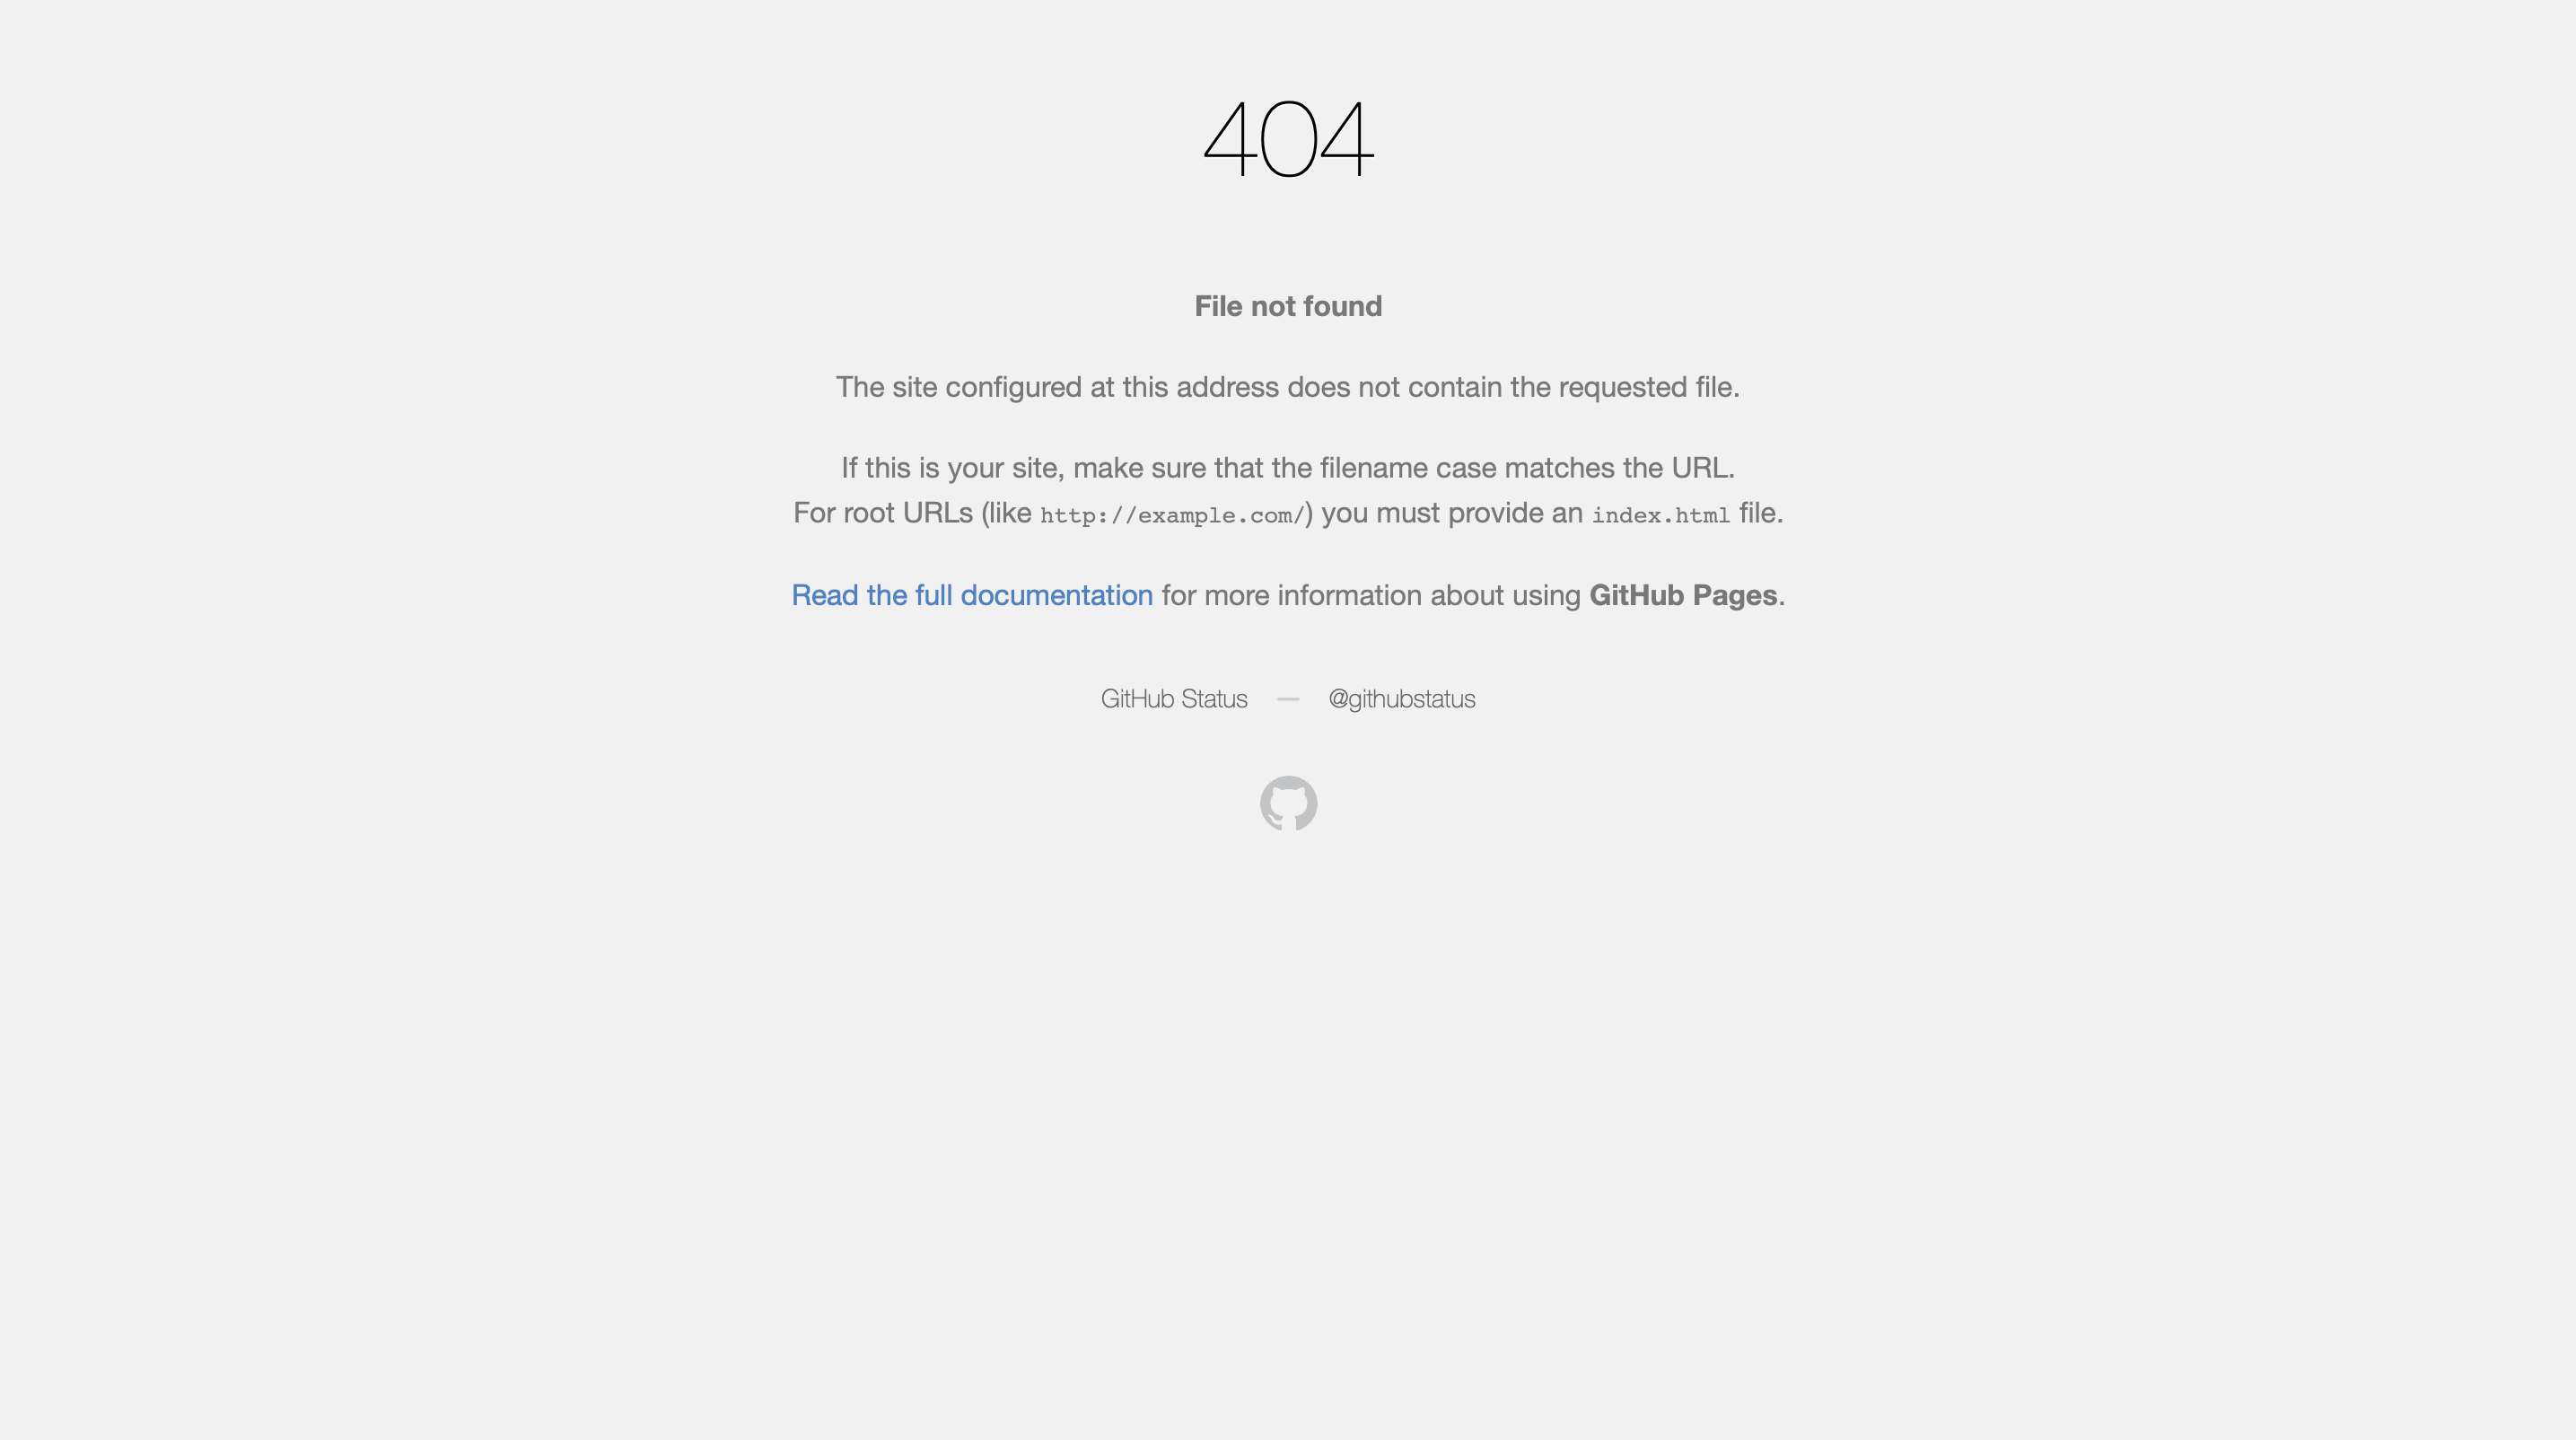 404
File not found
The site configured at this address does not contain the requested file.
If this is your site, make sure that the filename case matches the URL.
For root URLs (like http://example.com/) you must provide an index.html file.
Read the full documentation for more information about using GitHub Pages.
GitHub Status — @githubstatus